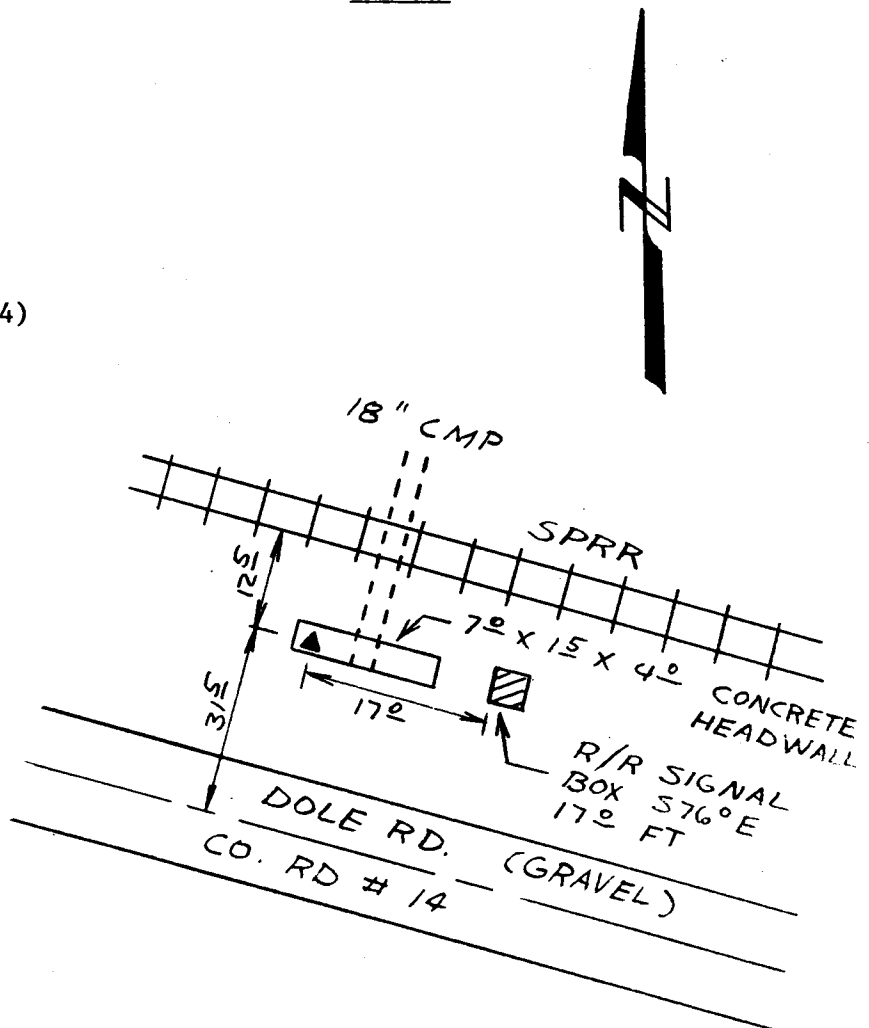 N
4)
18" CMP
SPRR
12 5
7 0 x 1 5 x 4 0
CONCRETE
HEADWALL
31 5
17 0
R/R SIGNAL
BOX S76°E
17 0 FT
DOLE RD. (GRAVEL)
CO. RD # 14